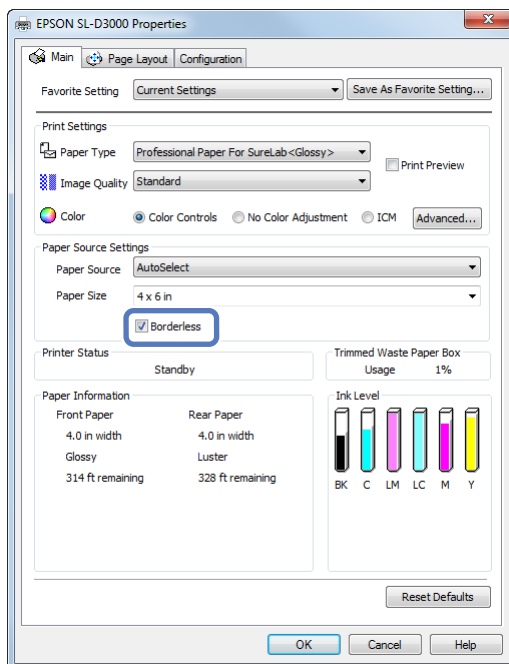 EPSON SL-D3000 Properties
Main Page Layout Configuration
Favorite Setting Current Settings Save As Favorite Setting...
Print Settings
Paper Type Professional Paper For SureLab<Glossy>
Print Preview
Image Quality Standard
Color Color Controls No Color Adjustment ICM Advanced...
Paper Source Settings
Paper Source AutoSelect
Paper Size 4 x 6 in
Borderless
Printer Status Trimmed Waste Paper Box
Standby Usage 1%
Paper Information Ink Level
Front Paper Rear Paper
4.0 in width 4.0 in width
Glossy Luster
314 ft remaining 328 ft remaining
BK C LM LC M Y
Reset Defaults
OK Cancel Help